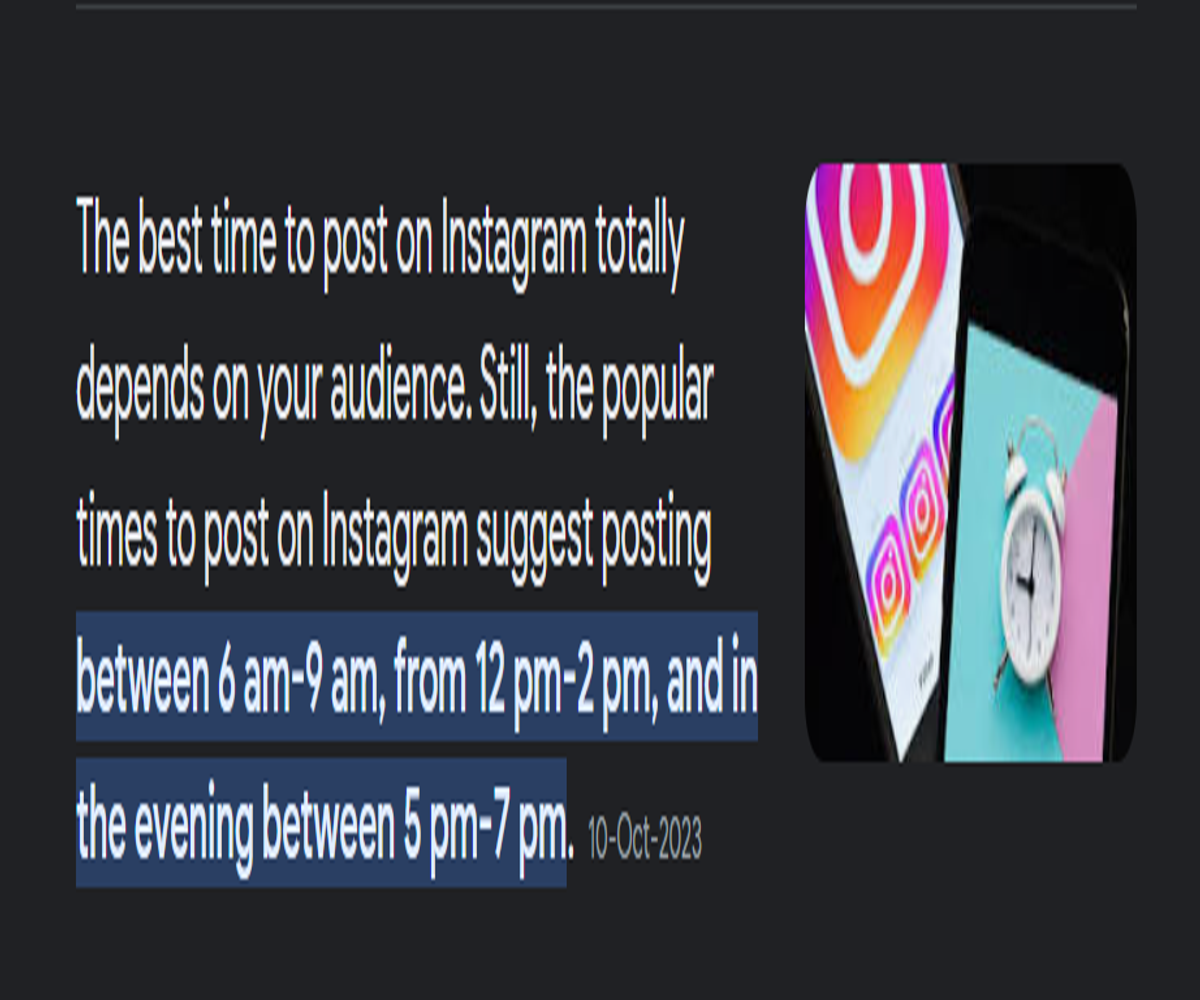 The best time to post on Instagram totally
depends on your audience. Still, the popular
times to post on Instagram suggest posting
between 6 am-9 am, from 12 pm-2 pm, and in
the evening between 5 pm-7 pm. 10-Oct-2023